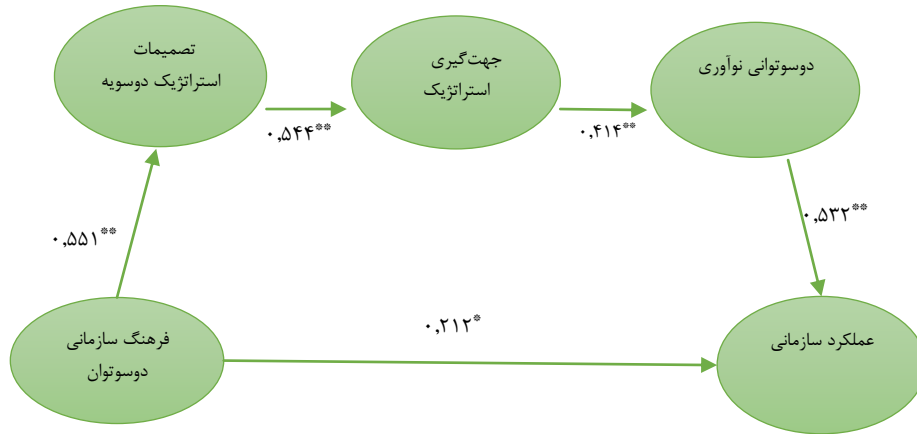 تصمیمات
استراتژیک دوسویه
جهت‌گیری
استراتژیک
دوسوتوانی نوآوری
۰,۵۴۴**
۰,۴۱۴**
۰,۵۵۱**
۰,۵۳۲**
۰,۲۱۲*
فرهنگ سازمانی
دوسوتوان
عملکرد سازمانی